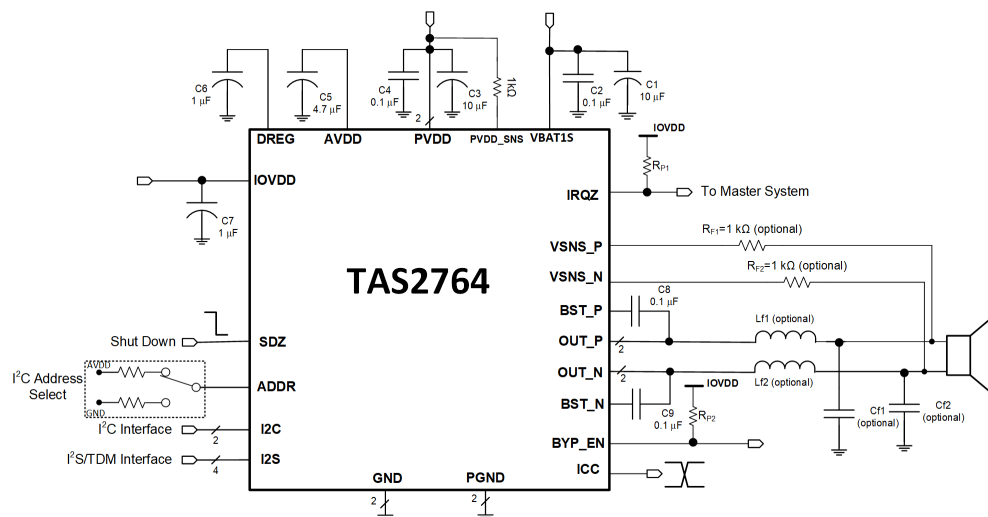 C6
1 µF
C5
4.7 µF
C4
0.1 µF
C3
10 µF
1kΩ
C2
0.1 µF
C1
10 µF
2
DREG
AVDD
PVDD
PVDD_SNS
VBAT1S
IOVDD
C7
1 µF
IOVDD
RP1
IRQZ
To Master System
VSNS_P
RF1=1 kΩ (optional)
VSNS_N
RF2=1 kΩ (optional)
TAS2764
BST_P
C8
0.1 µF
Shut Down
SDZ
OUT_P
2
Lf1 (optional)
I2C Address
Select
AVDD
GND
ADDR
OUT_N
2
Lf2 (optional)
BST_N
C9
0.1 µF
IOVDD
RP2
Cf1
(optional)
Cf2
(optional)
I2C Interface
2
I2C
BYP_EN
I2S/TDM Interface
4
I2S
ICC
GND
PGND
2
2